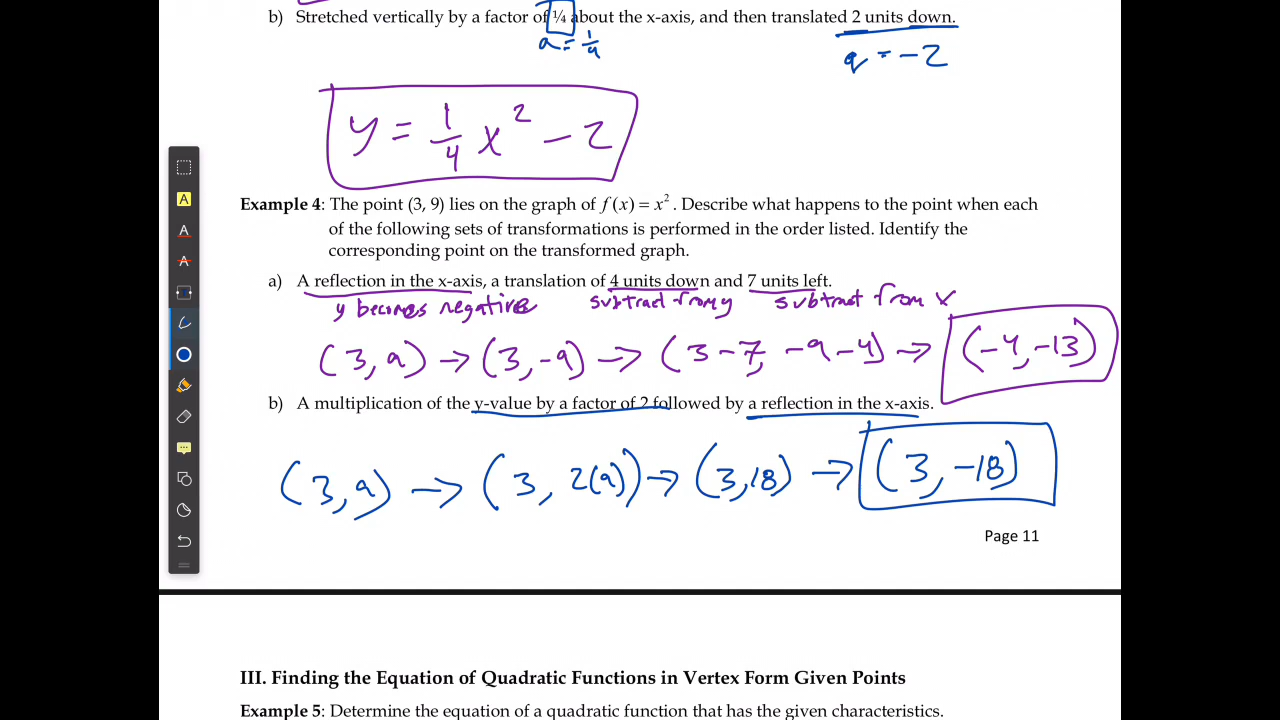 b) Stretched vertically by a factor of ¼ about the x-axis, and then translated 2 units down.
a = 1/4
q = -2
y = 1/4 x² - 2
Example 4: The point (3, 9) lies on the graph of f(x) = x². Describe what happens to the point when each
of the following sets of transformations is performed in the order listed. Identify the
corresponding point on the transformed graph.
a) A reflection in the x-axis, a translation of 4 units down and 7 units left.
y becomes negative subtract from y subtract from x
(3, 9) → (3, -9) → (3-7, -9-4) → (-4, -13)
b) A multiplication of the y-value by a factor of 2 followed by a reflection in the x-axis.
(3, 9) → (3, 2(9)) → (3, 18) → (3, -18)
Page 11
III. Finding the Equation of Quadratic Functions in Vertex Form Given Points
Example 5: Determine the equation of a quadratic function that has the given characteristics.